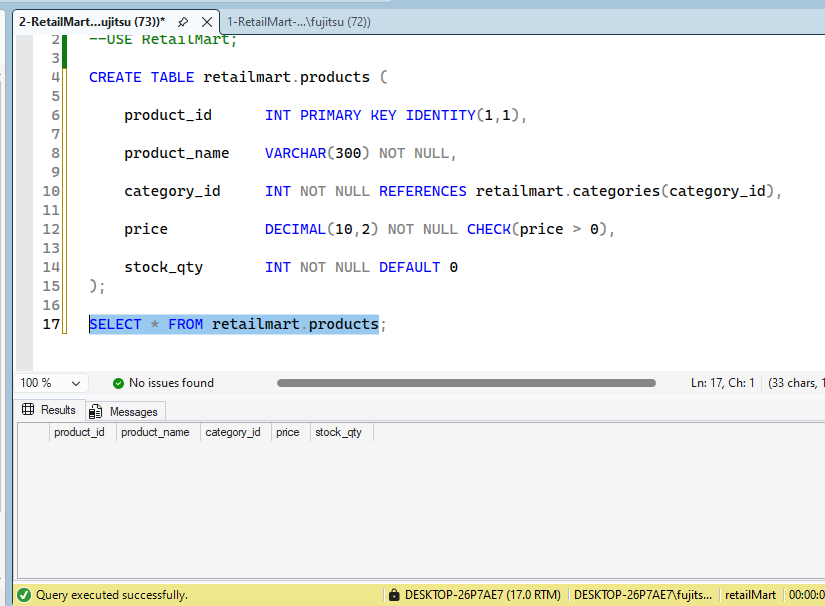 2-RetailMart...ujitsu (73))* 1-RetailMart-...\fujitsu (72))
2 --USE RetailMart;
3
4 CREATE TABLE retailmart.products (
5
6 product_id INT PRIMARY KEY IDENTITY(1,1),
7
8 product_name VARCHAR(300) NOT NULL,
9
10 category_id INT NOT NULL REFERENCES retailmart.categories(category_id),
11
12 price DECIMAL(10,2) NOT NULL CHECK(price > 0),
13
14 stock_qty INT NOT NULL DEFAULT 0
15 );
16
17 SELECT * FROM retailmart.products;
100 % No issues found Ln: 17, Ch: 1 (33 chars, 1
Results Messages
product_id product_name category_id price stock_qty
Query executed successfully. DESKTOP-26P7AE7 (17.0 RTM) DESKTOP-26P7AE7\fujits... retailMart 00:00:0